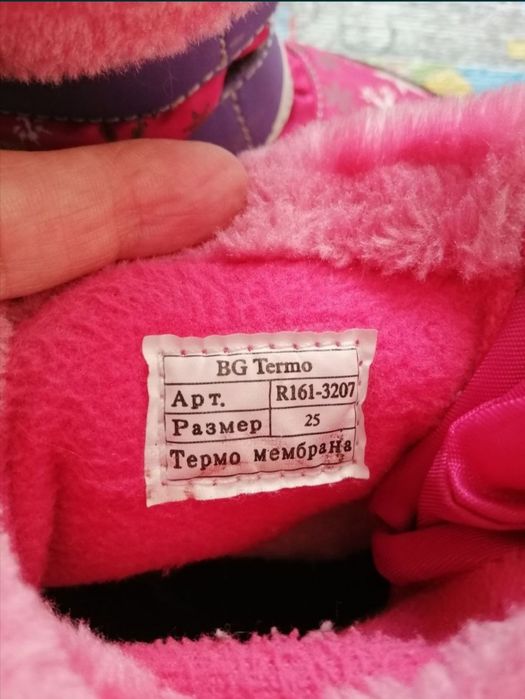 BG Termo
Арт. R161-3207
Размер 25
Термо мембрана